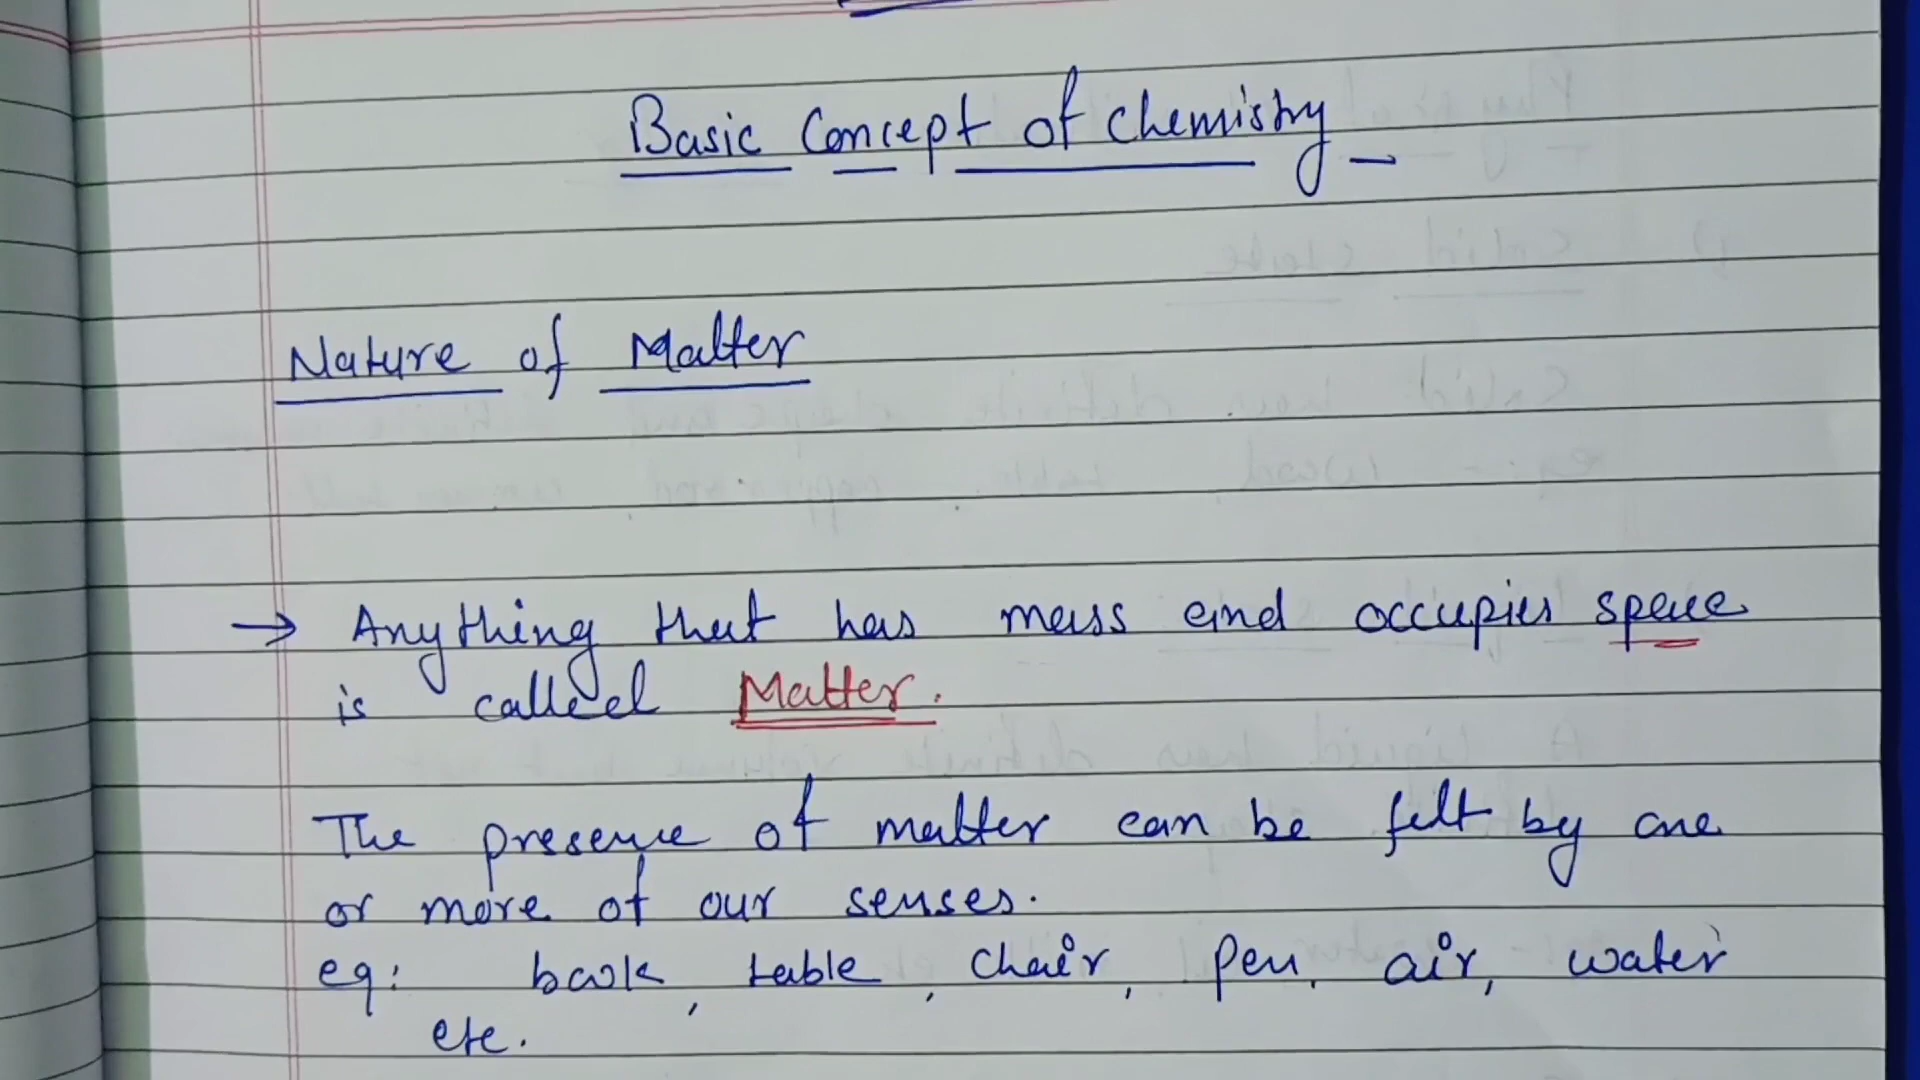 Basic Concept of Chemistry
Nature of Matter
→ Anything that has mass and occupies space
is called Matter.
The presence of matter can be felt by one
or more of our senses.
eg: book, table, chair, Pen, air, water
etc.